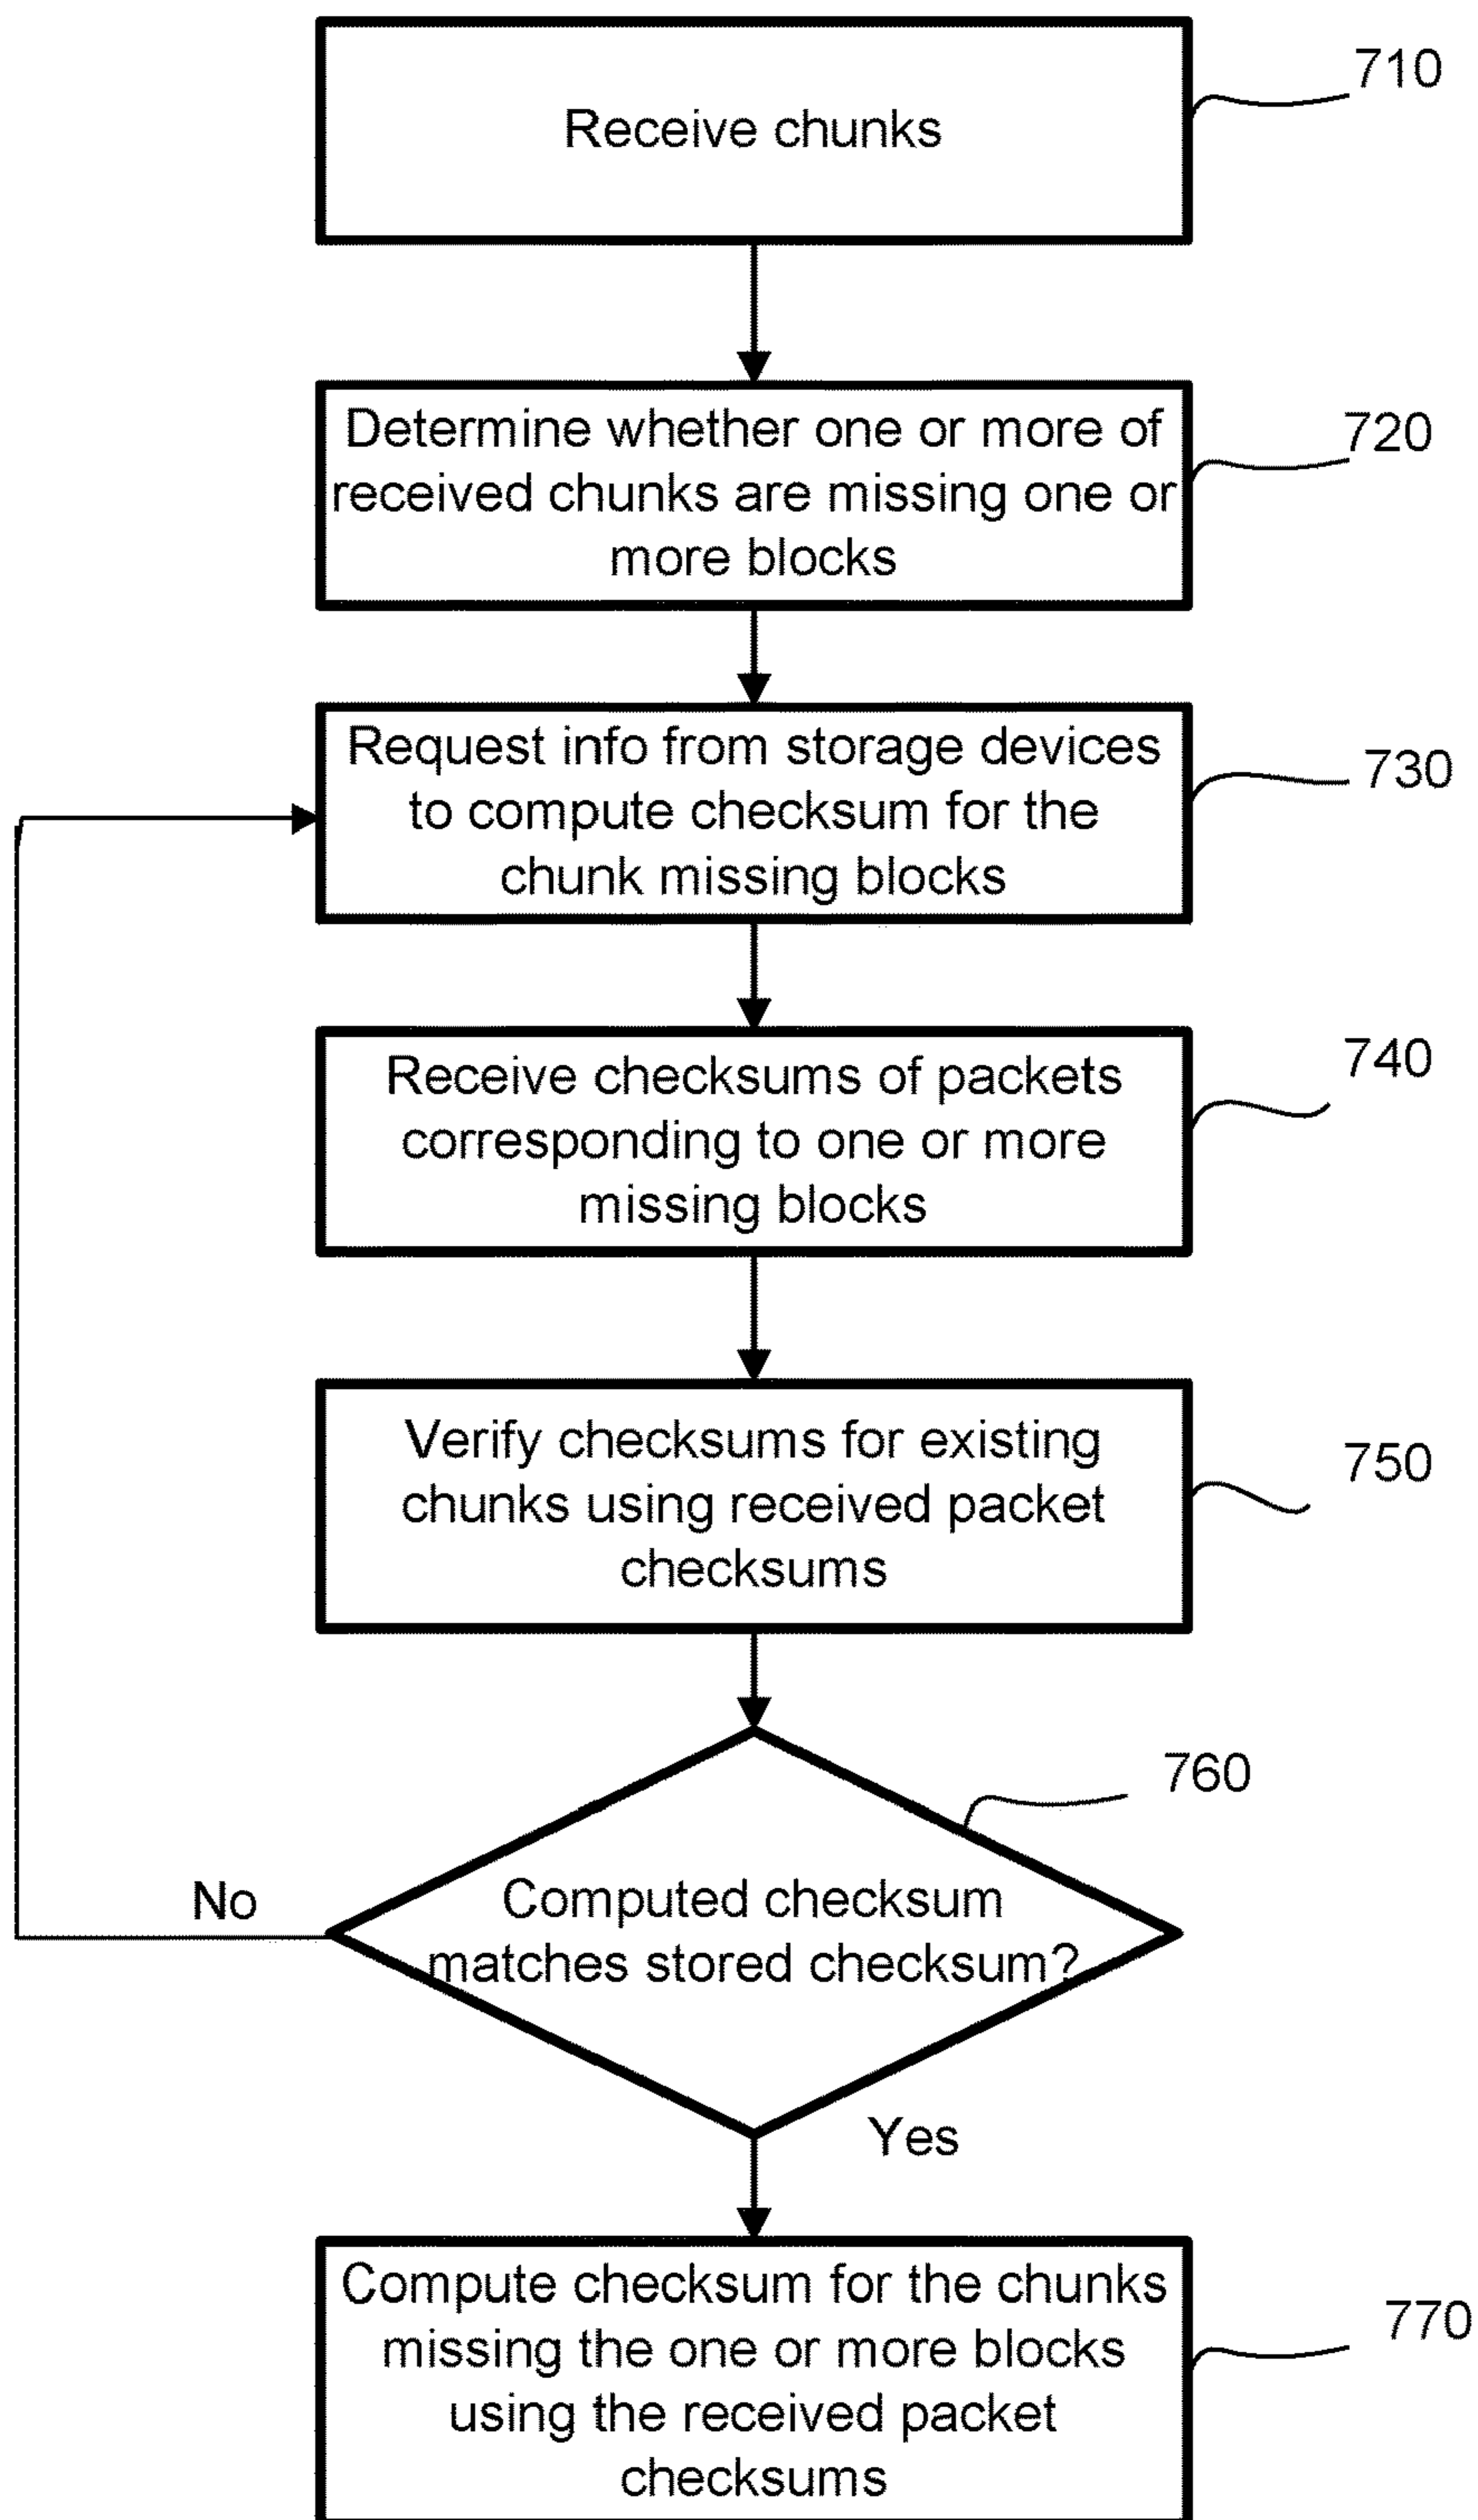 Receive chunks
710
Determine whether one or more of
received chunks are missing one or
more blocks
720
Request info from storage devices
to compute checksum for the
chunk missing blocks
730
Receive checksums of packets
corresponding to one or more
missing blocks
740
Verify checksums for existing
chunks using received packet
checksums
750
760
Computed checksum
matches stored checksum?
No
Yes
Compute checksum for the chunks
missing the one or more blocks
using the received packet
checksums
770